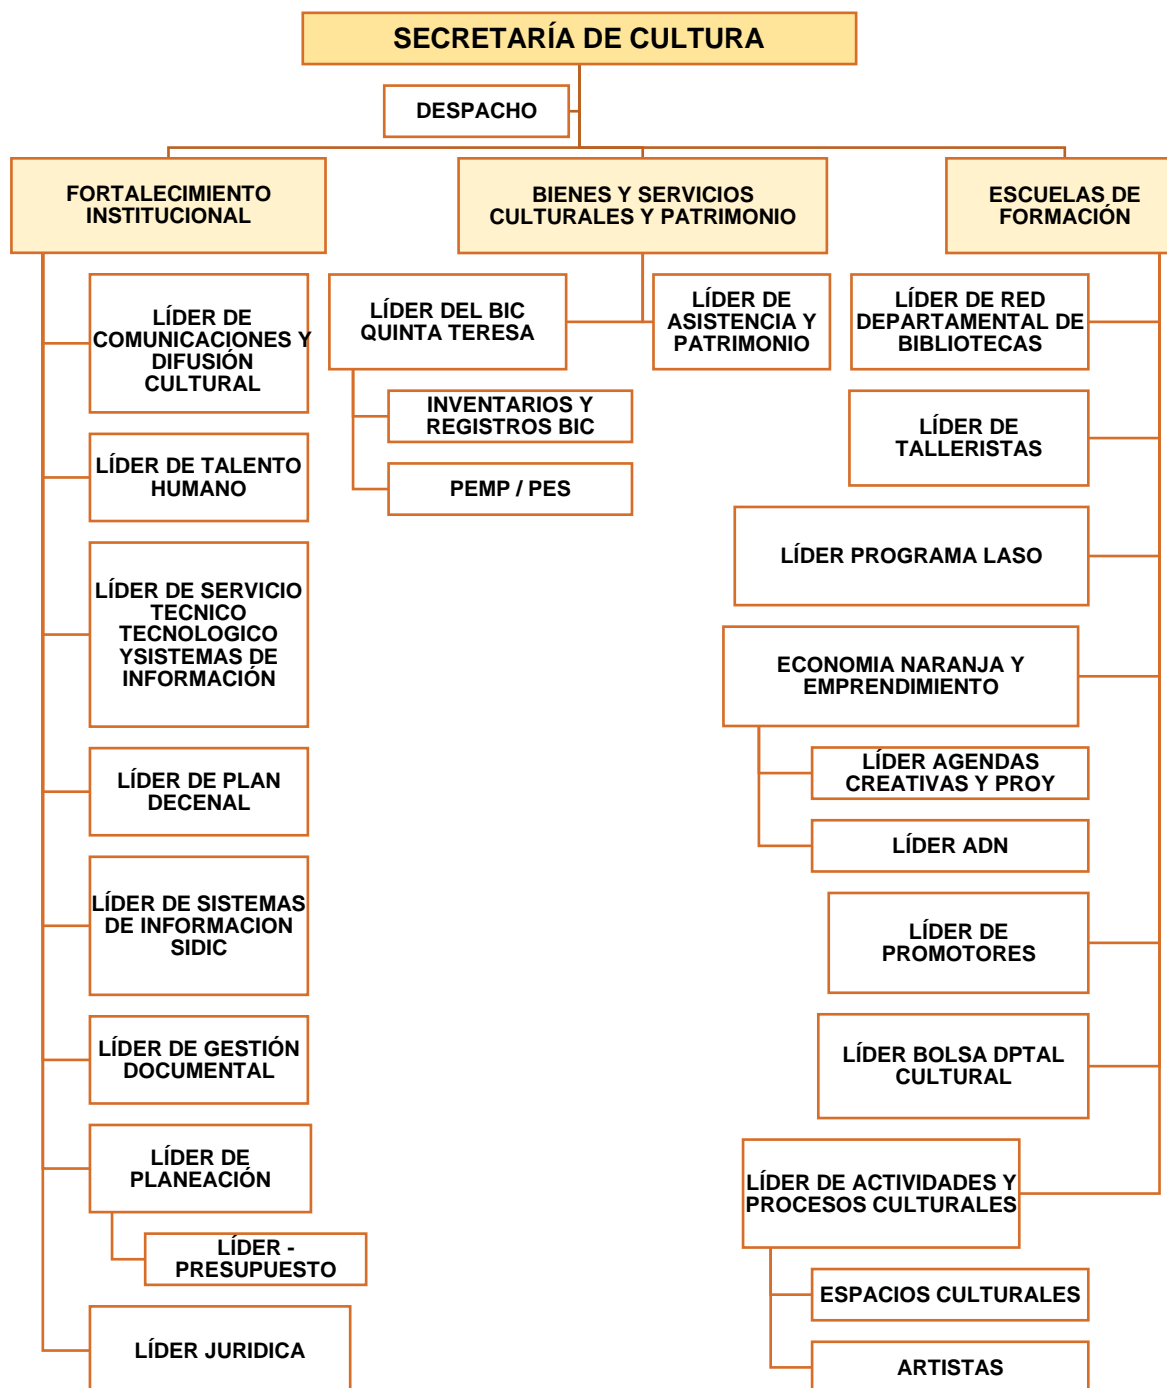 SECRETARÍA DE CULTURA
DESPACHO
FORTALECIMIENTO
INSTITUCIONAL
BIENES Y SERVICIOS
CULTURALES Y PATRIMONIO
ESCUELAS DE
FORMACIÓN
LÍDER DE
COMUNICACIONES Y
DIFUSIÓN
CULTURAL
LÍDER DE TALENTO
HUMANO
LÍDER DE SERVICIO
TECNICO
TECNOLOGICO
YSISTEMAS DE
INFORMACIÓN
LÍDER DE PLAN
DECENAL
LÍDER DE SISTEMAS
DE INFORMACION
SIDIC
LÍDER DE GESTIÓN
DOCUMENTAL
LÍDER DE
PLANEACIÓN
LÍDER -
PRESUPUESTO
LÍDER JURIDICA
LÍDER DEL BIC
QUINTA TERESA
INVENTARIOS Y
REGISTROS BIC
PEMP / PES
LÍDER DE
ASISTENCIA Y
PATRIMONIO
LÍDER DE RED
DEPARTAMENTAL DE
BIBLIOTECAS
LÍDER DE
TALLERISTAS
LÍDER PROGRAMA LASO
ECONOMIA NARANJA Y
EMPRENDIMIENTO
LÍDER AGENDAS
CREATIVAS Y PROY
LÍDER ADN
LÍDER DE
PROMOTORES
LÍDER BOLSA DPTAL
CULTURAL
LÍDER DE ACTIVIDADES Y
PROCESOS CULTURALES
ESPACIOS CULTURALES
ARTISTAS